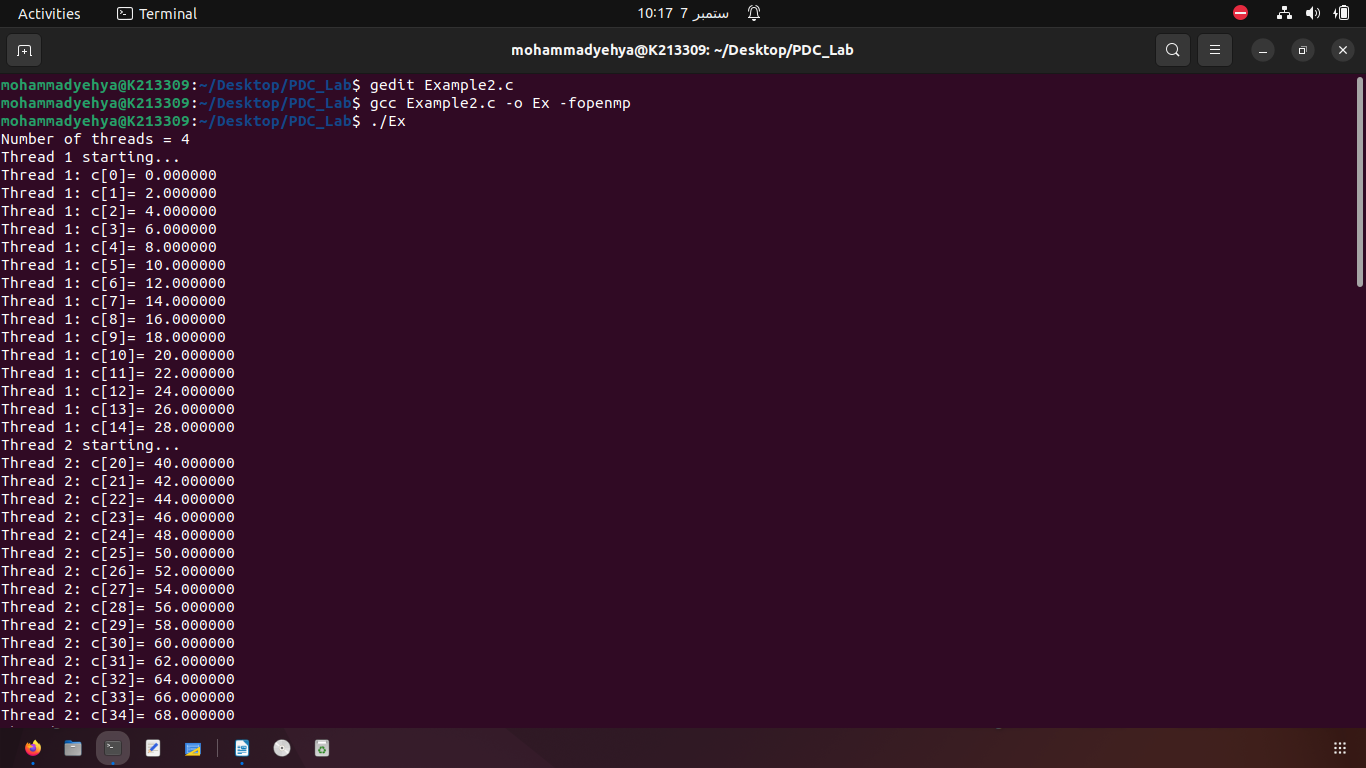 Activities
Terminal
10:17 7 ستمبر
mohammadyehya@K213309: ~/Desktop/PDC_Lab
mohammadyehya@K213309:~/Desktop/PDC_Lab$ gedit Example2.c
mohammadyehya@K213309:~/Desktop/PDC_Lab$ gcc Example2.c -o Ex -fopenmp
mohammadyehya@K213309:~/Desktop/PDC_Lab$ ./Ex
Number of threads = 4
Thread 1 starting...
Thread 1: c[0]= 0.000000
Thread 1: c[1]= 2.000000
Thread 1: c[2]= 4.000000
Thread 1: c[3]= 6.000000
Thread 1: c[4]= 8.000000
Thread 1: c[5]= 10.000000
Thread 1: c[6]= 12.000000
Thread 1: c[7]= 14.000000
Thread 1: c[8]= 16.000000
Thread 1: c[9]= 18.000000
Thread 1: c[10]= 20.000000
Thread 1: c[11]= 22.000000
Thread 1: c[12]= 24.000000
Thread 1: c[13]= 26.000000
Thread 1: c[14]= 28.000000
Thread 2 starting...
Thread 2: c[20]= 40.000000
Thread 2: c[21]= 42.000000
Thread 2: c[22]= 44.000000
Thread 2: c[23]= 46.000000
Thread 2: c[24]= 48.000000
Thread 2: c[25]= 50.000000
Thread 2: c[26]= 52.000000
Thread 2: c[27]= 54.000000
Thread 2: c[28]= 56.000000
Thread 2: c[29]= 58.000000
Thread 2: c[30]= 60.000000
Thread 2: c[31]= 62.000000
Thread 2: c[32]= 64.000000
Thread 2: c[33]= 66.000000
Thread 2: c[34]= 68.000000